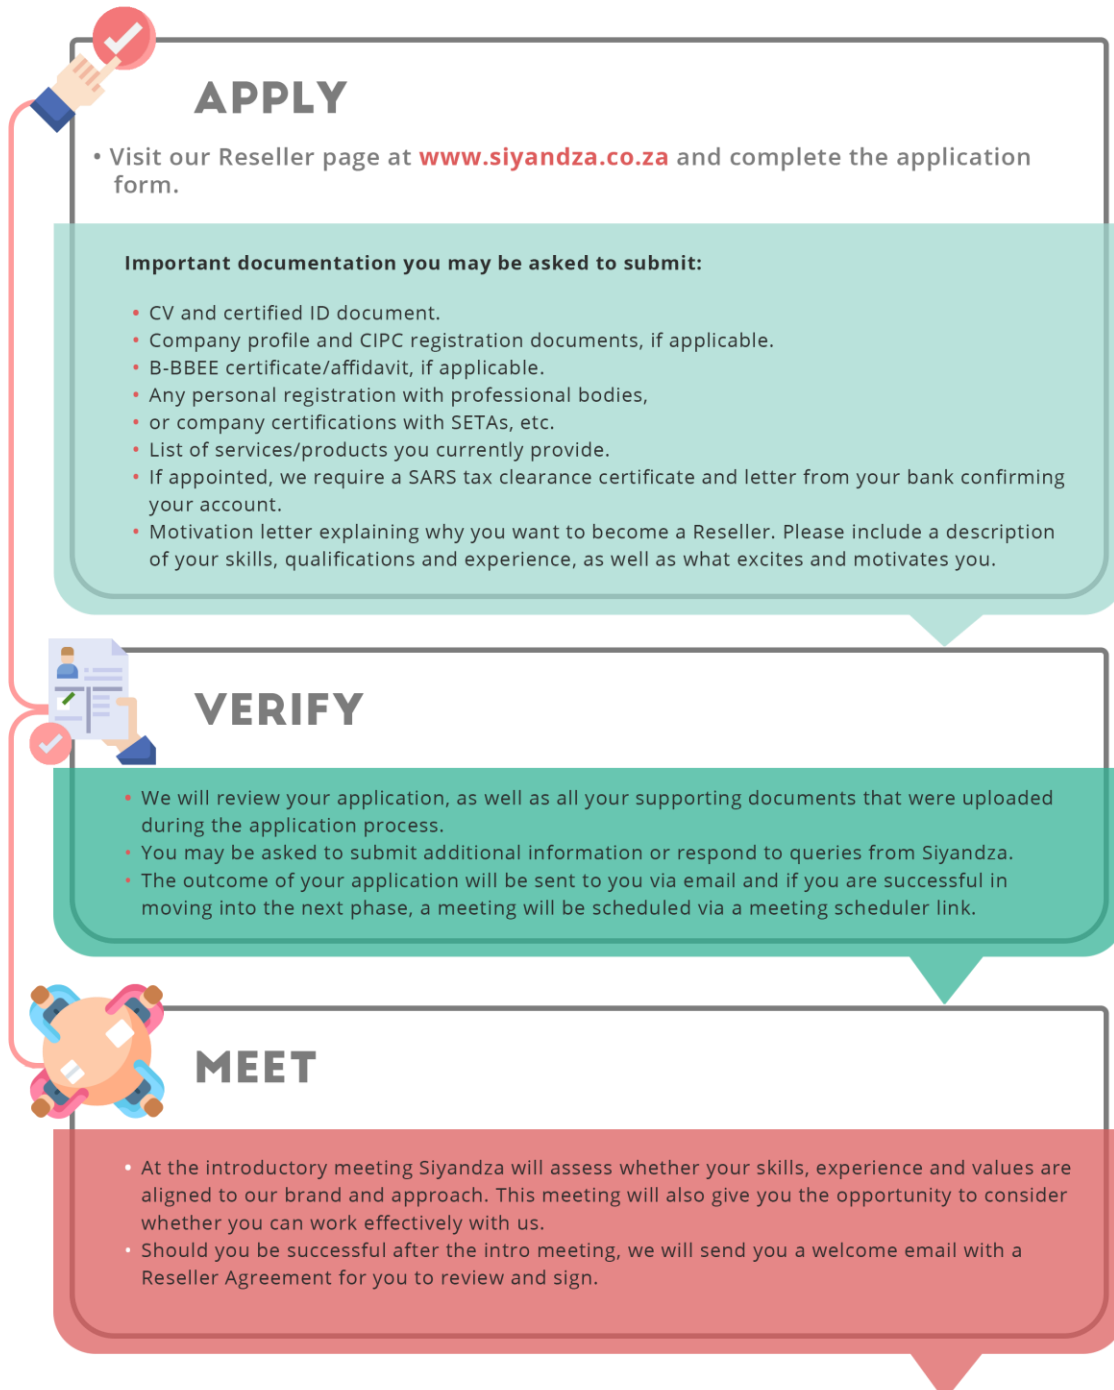 APPLY
• Visit our Reseller page at www.siyandza.co.za and complete the application
form.
Important documentation you may be asked to submit:
• CV and certified ID document.
• Company profile and CIPC registration documents, if applicable.
• B-BBEE certificate/affidavit, if applicable.
• Any personal registration with professional bodies,
• or company certifications with SETAs, etc.
• List of services/products you currently provide.
• If appointed, we require a SARS tax clearance certificate and letter from your bank confirming
your account.
• Motivation letter explaining why you want to become a Reseller. Please include a description
of your skills, qualifications and experience, as well as what excites and motivates you.
VERIFY
• We will review your application, as well as all your supporting documents that were uploaded
during the application process.
• You may be asked to submit additional information or respond to queries from Siyandza.
• The outcome of your application will be sent to you via email and if you are successful in
moving into the next phase, a meeting will be scheduled via a meeting scheduler link.
MEET
• At the introductory meeting Siyandza will assess whether your skills, experience and values are
aligned to our brand and approach. This meeting will also give you the opportunity to consider
whether you can work effectively with us.
• Should you be successful after the intro meeting, we will send you a welcome email with a
Reseller Agreement for you to review and sign.